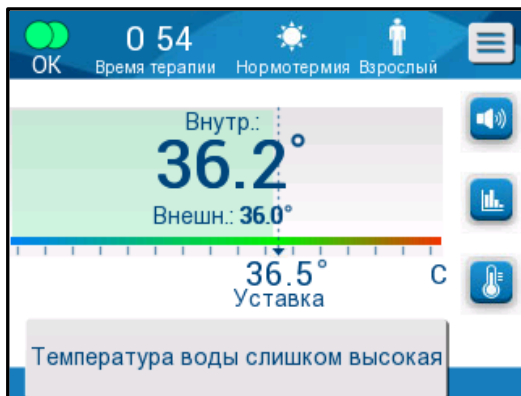 OK
0 54
Время терапии
Нормотермия
Взрослый
Внутр.:
36.2°
Внешн.: 36.0°
36.5° C
Уставка
Температура воды слишком высокая